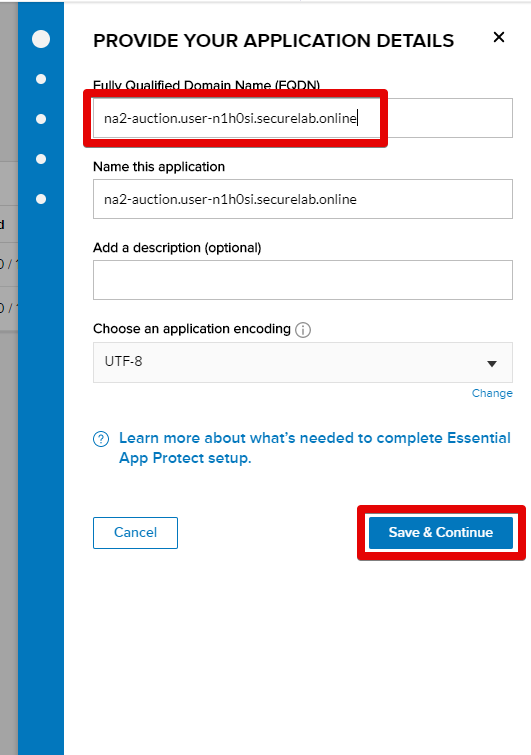 PROVIDE YOUR APPLICATION DETAILS
Fully Qualified Domain Name (FQDN)
na2-auction.user-n1h0si.securelab.online
Name this application
na2-auction.user-n1h0si.securelab.online
Add a description (optional)
Choose an application encoding
UTF-8
Change
Learn more about what's needed to complete Essential
App Protect setup.
Cancel
Save & Continue